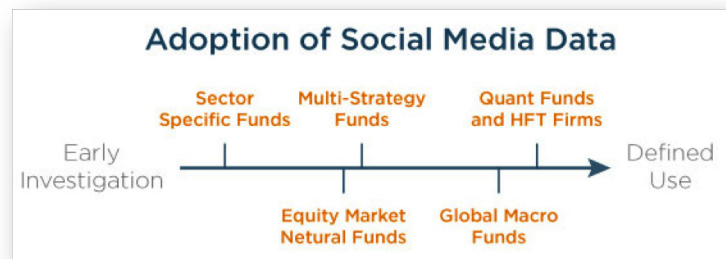 Adoption of Social Media Data
Sector
Specific Funds
Multi-Strategy
Funds
Quant Funds
and HFT Firms
Early
Investigation
Defined
Use
Equity Market
Netural Funds
Global Macro
Funds